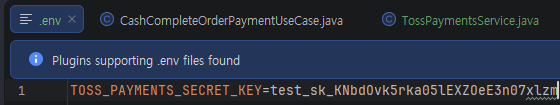 .env
CashCompleteOrderPaymentUseCase.java
TossPaymentsService.java
Plugins supporting .env files found
1 TOSS_PAYMENTS_SECRET_KEY=test_sk_KNbdOvk5rka05lEXZOeE3n07xlzm